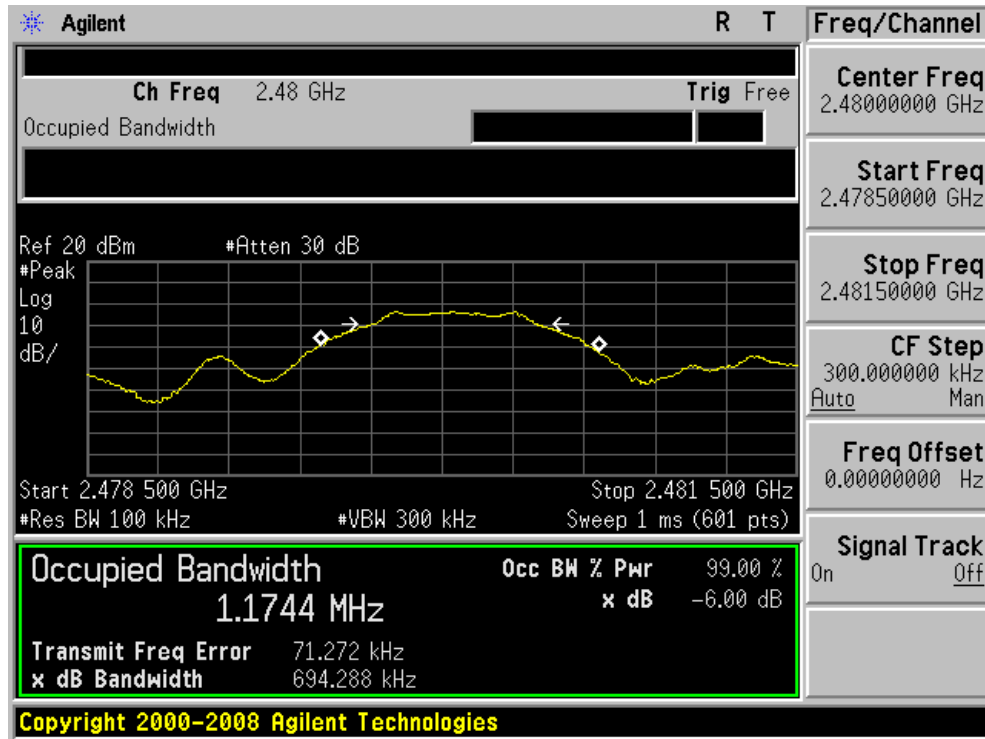 Agilent R T
Ch Freq 2.48 GHz Trig Free
Occupied Bandwidth
Ref 20 dBm #Atten 30 dB
#Peak
Log
10
dB/
Start 2.478 500 GHz Stop 2.481 500 GHz
#Res BW 100 kHz #VBW 300 kHz Sweep 1 ms (601 pts)
Occupied Bandwidth Occ BW % Pwr 99.00 %
1.1744 MHz x dB -6.00 dB
Transmit Freq Error 71.272 kHz
x dB Bandwidth 694.288 kHz
Copyright 2000-2008 Agilent Technologies
Freq/Channel
Center Freq
2.48000000 GHz
Start Freq
2.47850000 GHz
Stop Freq
2.48150000 GHz
CF Step
300.000000 kHz
Auto Man
Freq Offset
0.00000000 Hz
Signal Track
On Off